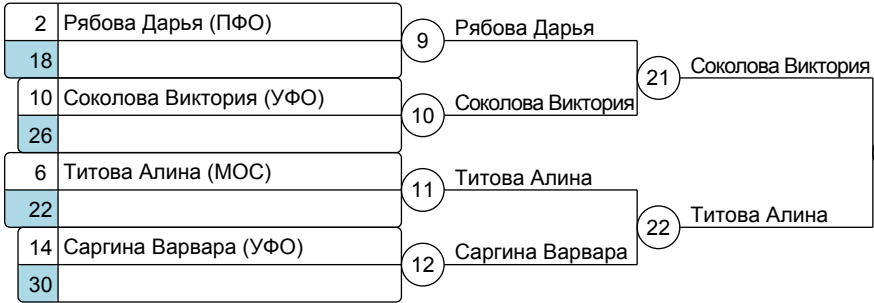 2 Рябова Дарья (ПФО)
18
9 Рябова Дарья
10 Соколова Виктория (УФО)
26
10 Соколова Виктория
21 Соколова Виктория
6 Титова Алина (МОС)
22
11 Титова Алина
14 Саргина Варвара (УФО)
30
12 Саргина Варвара
22 Титова Алина